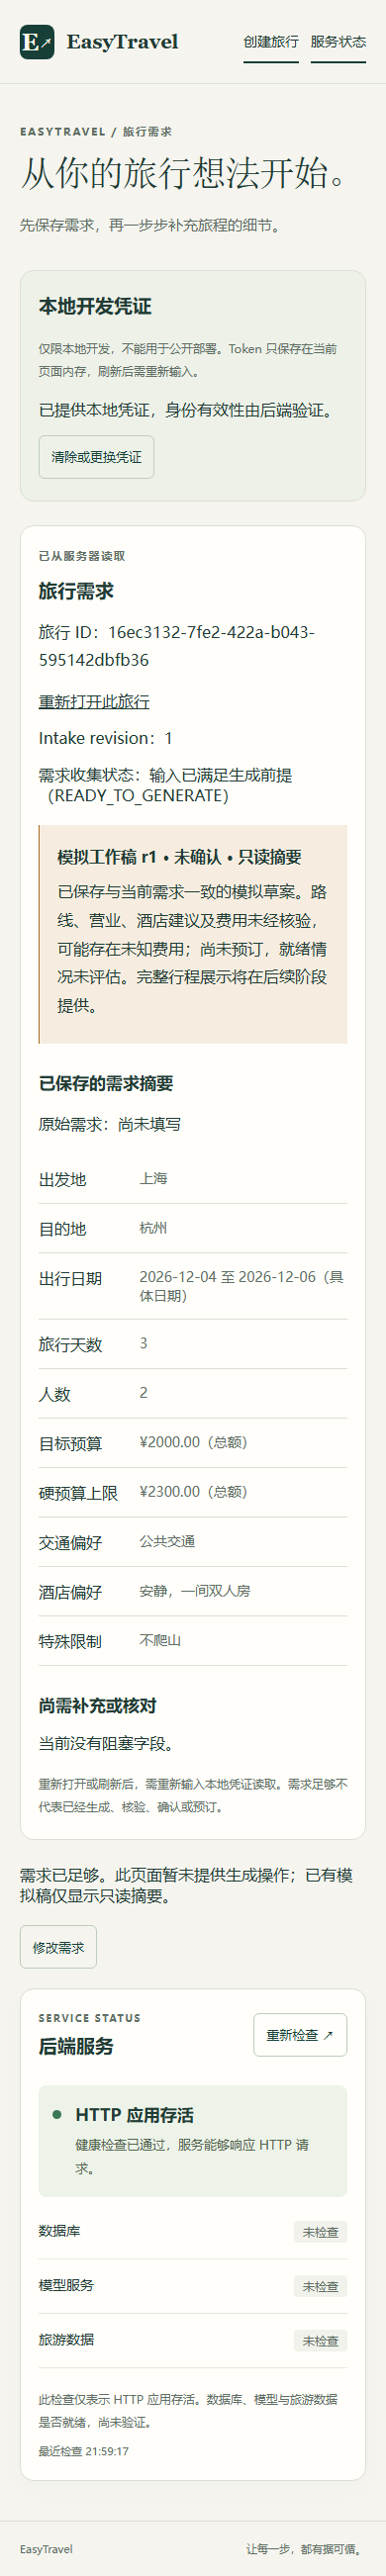 E↗ EasyTravel 创建旅行 服务状态
EASYTRAVEL / 旅行需求
从你的旅行想法开始。
先保存需求，再一步步补充旅程的细节。
本地开发凭证
仅限本地开发，不能用于公开部署。Token 只保存在当前
页面内存，刷新后需重新输入。
已提供本地凭证，身份有效性由后端验证。
清除或更换凭证
已从服务器读取
旅行需求
旅行 ID：16ec3132-7fe2-422a-b043-
595142dbfb36
重新打开此旅行
Intake revision：1
需求收集状态：输入已满足生成前提
（READY_TO_GENERATE）
模拟工作稿 r1 • 未确认 • 只读摘要
已保存与当前需求一致的模拟草案。路
线、营业、酒店建议及费用未经核验，
可能存在未知费用；尚未预订，就绪情
况未评估。完整行程展示将在后续阶段
提供。
已保存的需求摘要
原始需求：尚未填写
出发地 上海
目的地 杭州
出行日期 2026-12-04 至 2026-12-06（具
体日期）
旅行天数 3
人数 2
目标预算 ¥2000.00（总额）
硬预算上限 ¥2300.00（总额）
交通偏好 公共交通
酒店偏好 安静，一间双人房
特殊限制 不爬山
尚需补充或核对
当前没有阻塞字段。
重新打开或刷新后，需重新输入本地凭证读取。需求足够不
代表已经生成、核验、确认或预订。
需求已足够。此页面暂未提供生成操作；已有模
拟稿仅显示只读摘要。
修改需求
SERVICE STATUS
后端服务
重新检查 ↗
HTTP 应用存活
健康检查已通过，服务能够响应 HTTP 请
求。
数据库 未检查
模型服务 未检查
旅游数据 未检查
此检查仅表示 HTTP 应用存活。数据库、模型与旅游数据
是否就绪，尚未验证。
最近检查 21:59:17
EasyTravel 让每一步，都有据可循。